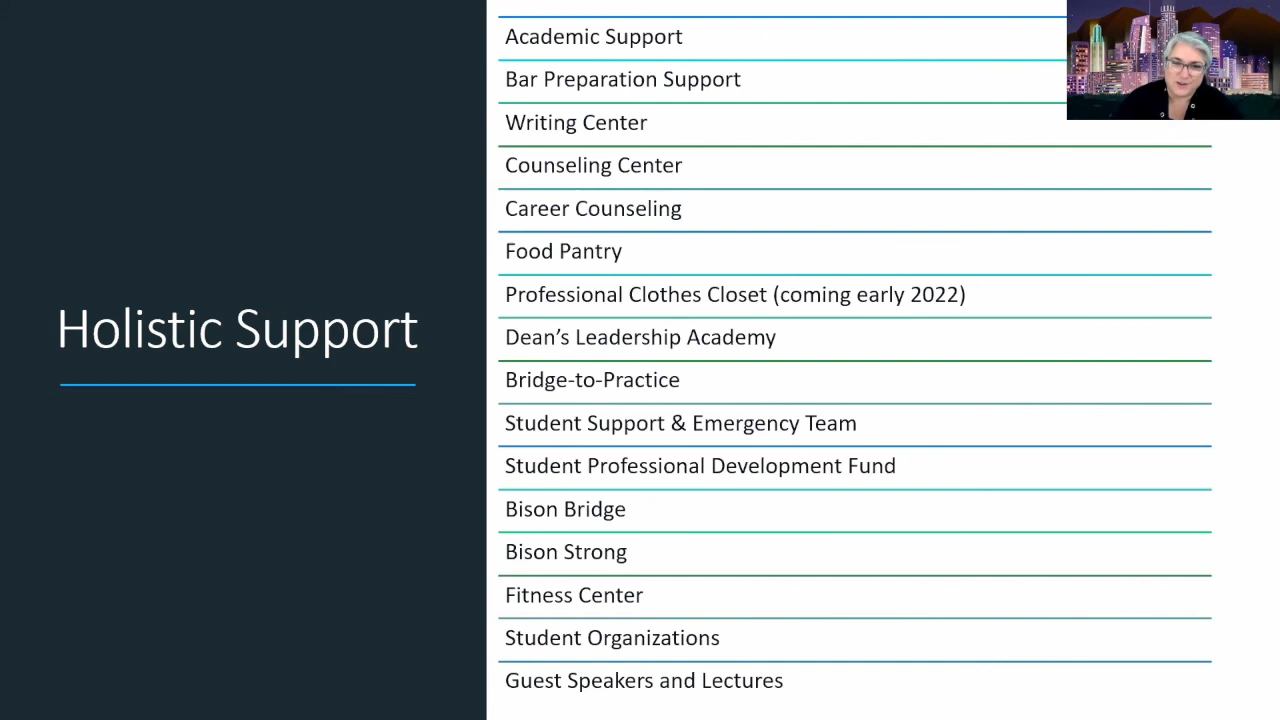 Holistic Support
Academic Support
Bar Preparation Support
Writing Center
Counseling Center
Career Counseling
Food Pantry
Professional Clothes Closet (coming early 2022)
Dean’s Leadership Academy
Bridge-to-Practice
Student Support & Emergency Team
Student Professional Development Fund
Bison Bridge
Bison Strong
Fitness Center
Student Organizations
Guest Speakers and Lectures